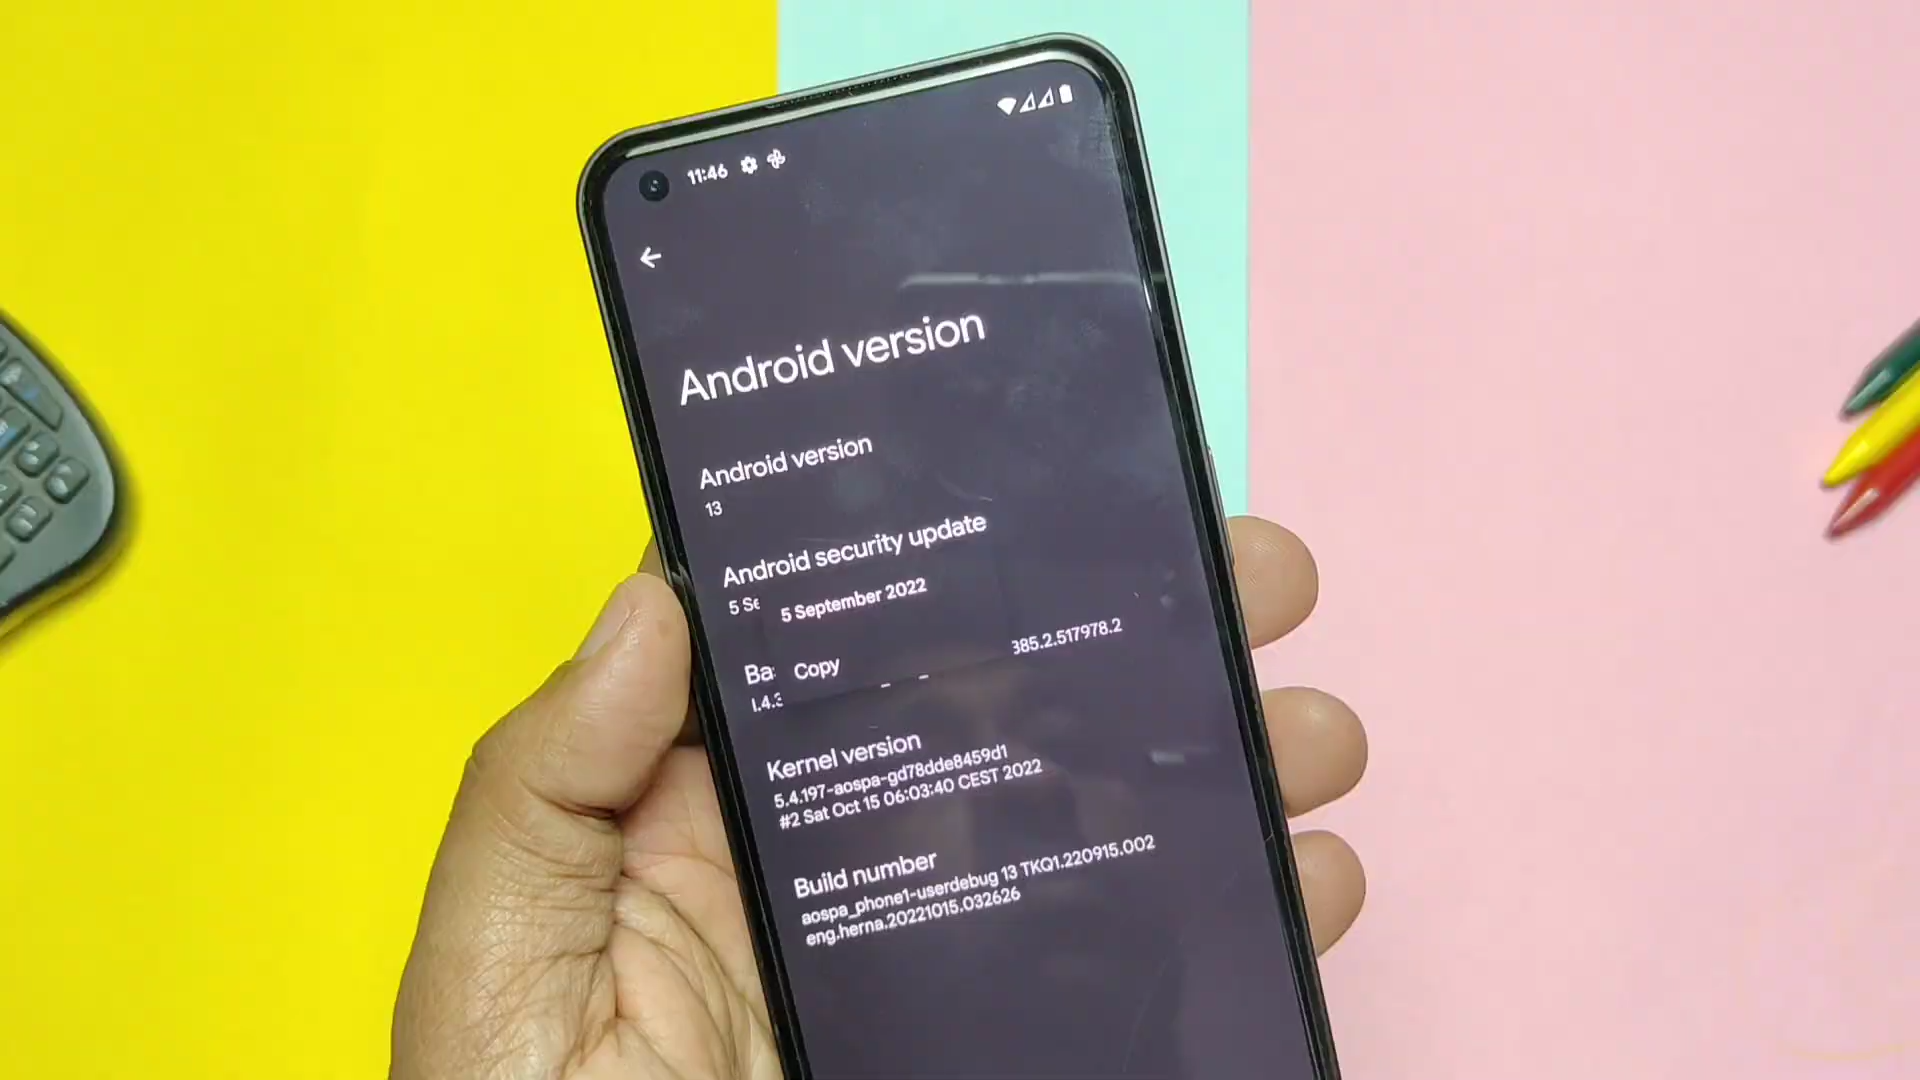 11:46
Android version
Android version
13
Android security update
5 Se
5 September 2022
Ba
Copy
385.2.517978.2
Kernel version
5.4.197-aospa-gd78dde8459d1
#2 Sat Oct 15 06:03:40 CEST 2022
Build number
aospa_phone1-userdebug 13 TKQ1.220915.002
eng.herna.20221015.032626